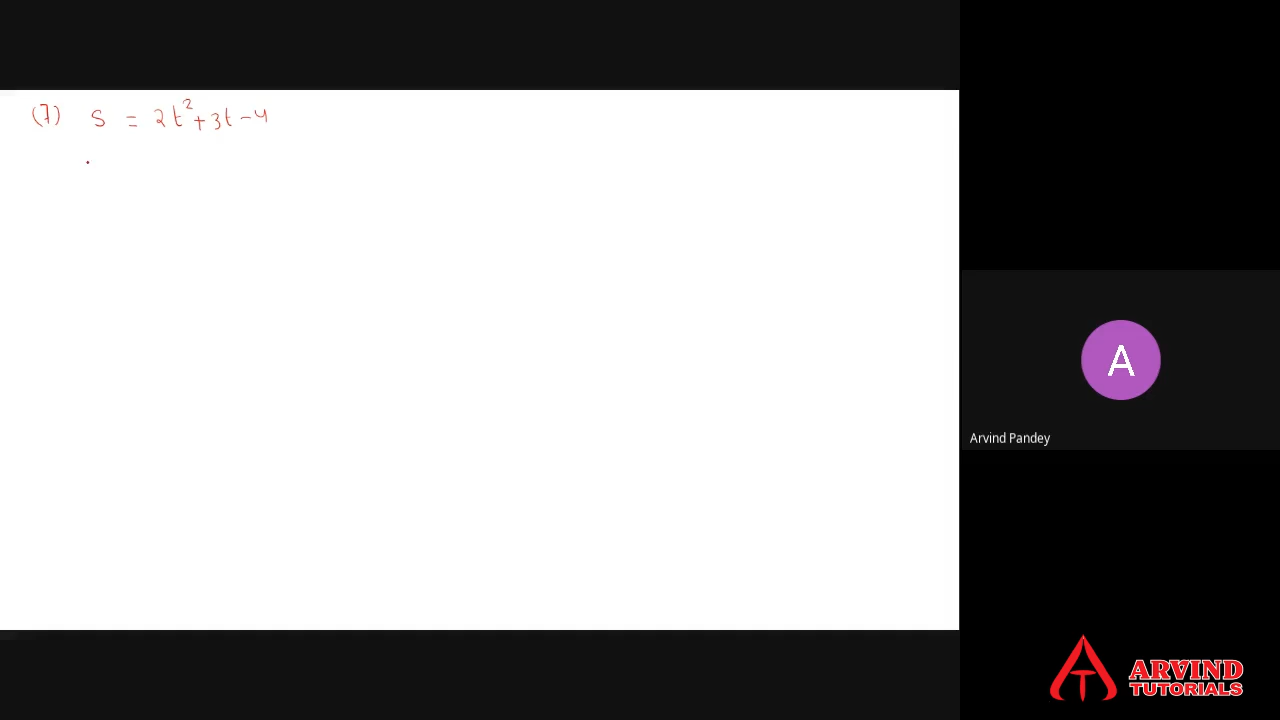 (7) S = 2t²+3t-4
A
Arvind Pandey
ARVIND
TUTORIALS